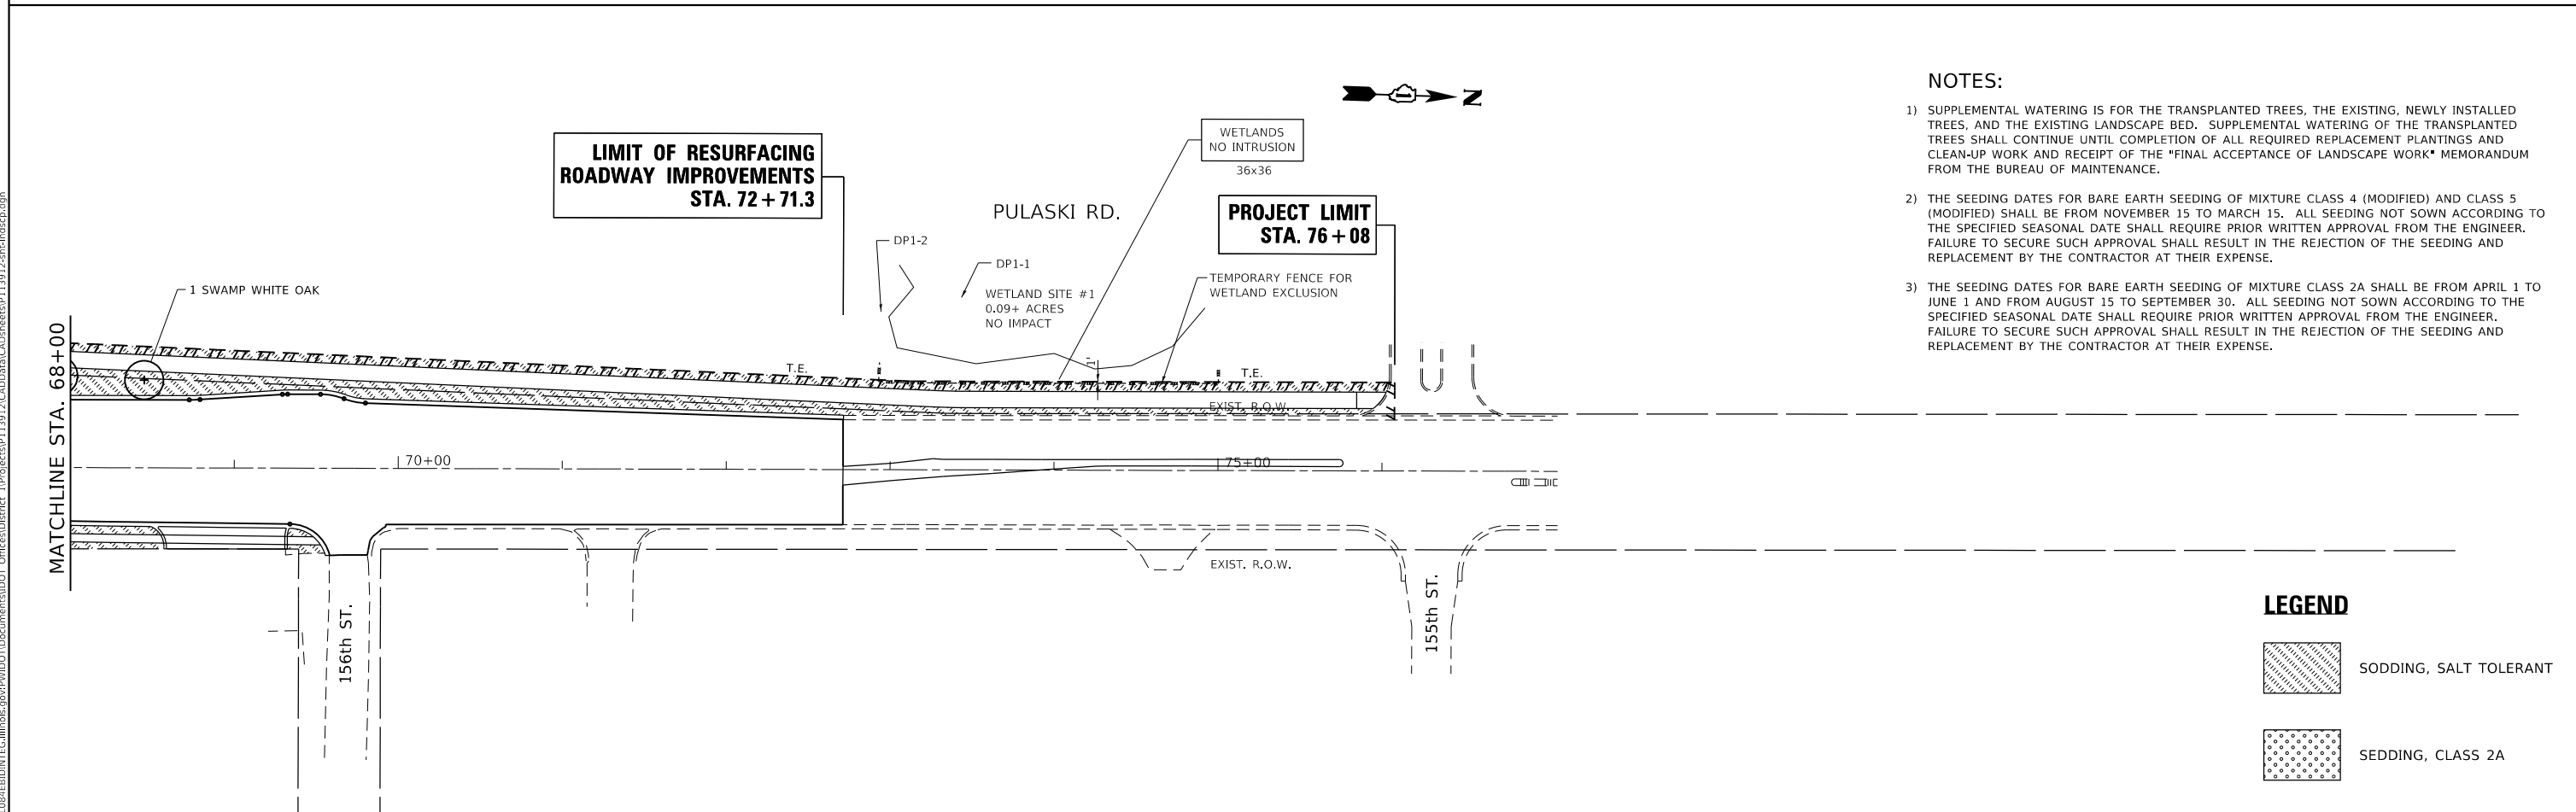 NOTES:
1) SUPPLEMENTAL WATERING IS FOR THE TRANSPLANTED TREES, THE EXISTING, NEWLY INSTALLED
TREES, AND THE EXISTING LANDSCAPE BED. SUPPLEMENTAL WATERING OF THE TRANSPLANTED
TREES SHALL CONTINUE UNTIL COMPLETION OF ALL REQUIRED REPLACEMENT PLANTINGS AND
CLEAN-UP WORK AND RECEIPT OF THE "FINAL ACCEPTANCE OF LANDSCAPE WORK" MEMORANDUM
FROM THE BUREAU OF MAINTENANCE.
2) THE SEEDING DATES FOR BARE EARTH SEEDING OF MIXTURE CLASS 4 (MODIFIED) AND CLASS 5
(MODIFIED) SHALL BE FROM NOVEMBER 15 TO MARCH 15. ALL SEEDING NOT SOWN ACCORDING TO
THE SPECIFIED SEASONAL DATE SHALL REQUIRE PRIOR WRITTEN APPROVAL FROM THE ENGINEER.
FAILURE TO SECURE SUCH APPROVAL SHALL RESULT IN THE REJECTION OF THE SEEDING AND
REPLACEMENT BY THE CONTRACTOR AT THEIR EXPENSE.
3) THE SEEDING DATES FOR BARE EARTH SEEDING OF MIXTURE CLASS 2A SHALL BE FROM APRIL 1 TO
JUNE 1 AND FROM AUGUST 15 TO SEPTEMBER 30. ALL SEEDING NOT SOWN ACCORDING TO THE
SPECIFIED SEASONAL DATE SHALL REQUIRE PRIOR WRITTEN APPROVAL FROM THE ENGINEER.
FAILURE TO SECURE SUCH APPROVAL SHALL RESULT IN THE REJECTION OF THE SEEDING AND
REPLACEMENT BY THE CONTRACTOR AT THEIR EXPENSE.
N
WETLANDS
NO INTRUSION
36x36
LIMIT OF RESURFACING
ROADWAY IMPROVEMENTS
STA. 72+71.3
PULASKI RD.
PROJECT LIMIT
STA. 76+08
DP1-2
DP1-1
WETLAND SITE #1
0.09+ ACRES
NO IMPACT
TEMPORARY FENCE FOR
WETLAND EXCLUSION
1 SWAMP WHITE OAK
T.E.
T.E.
1'
EXIST. R.O.W.
77
MATCHLINE STA. 68+00
70+00
75+00
EXIST. R.O.W.
156th ST.
155th ST.
LEGEND
SODDING, SALT TOLERANT
SEDDING, CLASS 2A